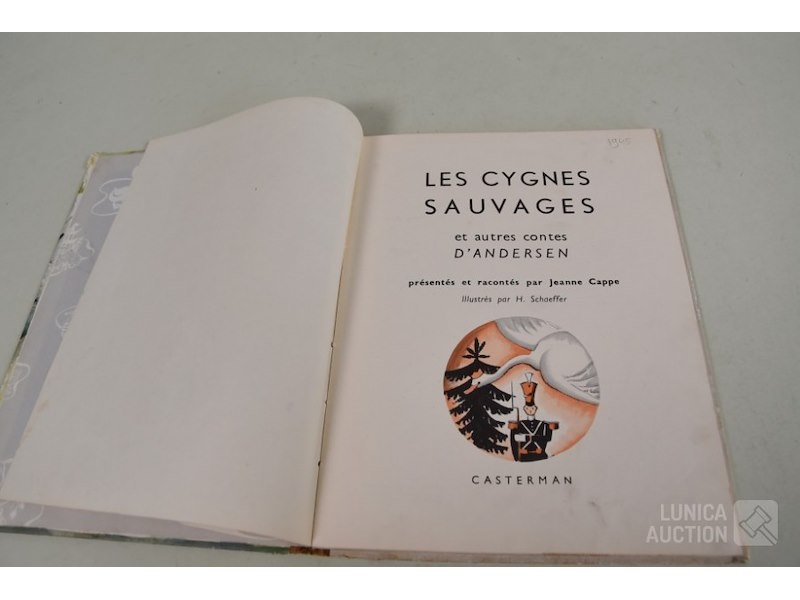 1905
LES CYGNES
SAUVAGES
et autres contes
D'ANDERSEN
présentés et racontés par Jeanne Cappe
Illustrés par H. Schaeffer
CASTERMAN
LUNICA
AUCTION